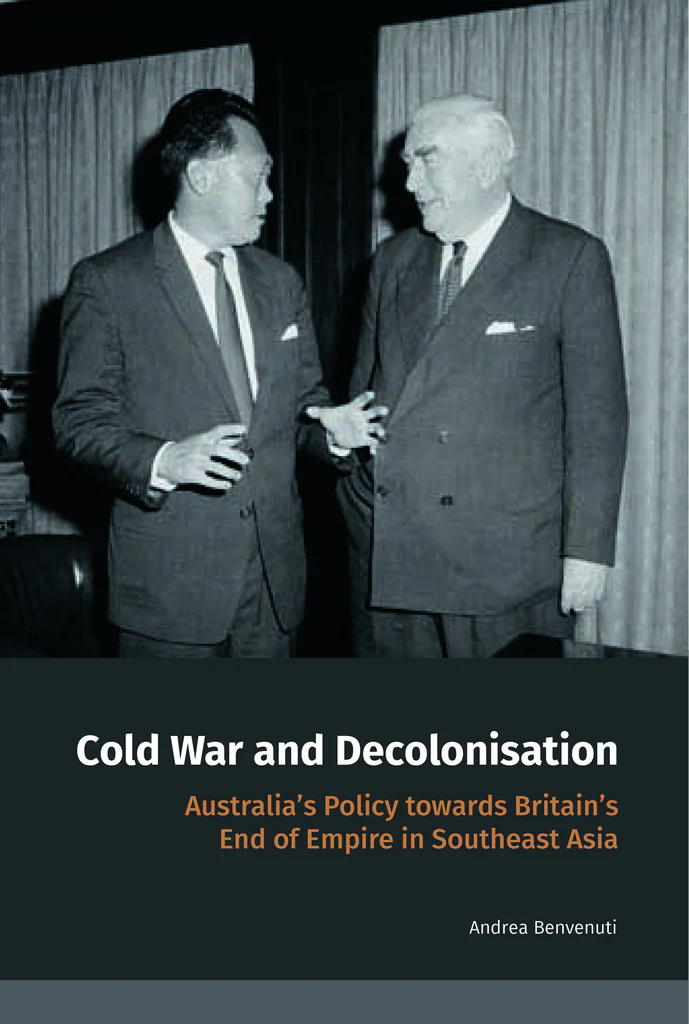 Cold War and Decolonisation
Australia’s Policy towards Britain’s
End of Empire in Southeast Asia
Andrea Benvenuti